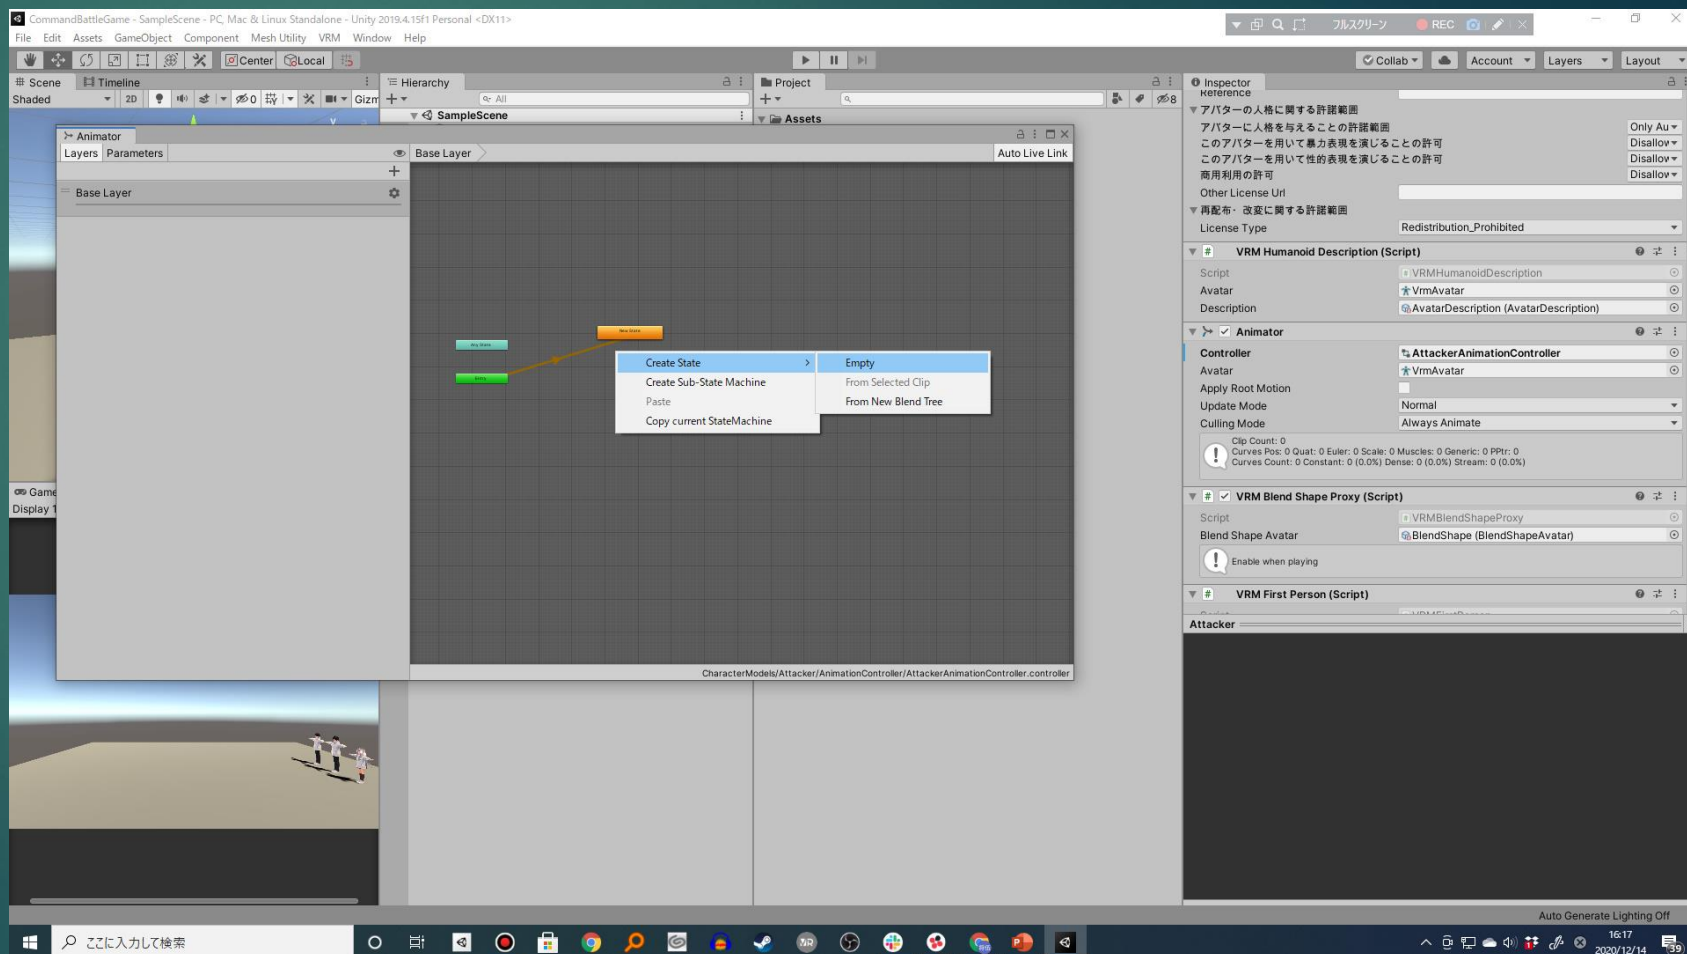 CommandBattleGame - SampleScene - PC, Mac & Linux Standalone - Unity 2019.4.15f1 Personal <DX11>
フルスクリーン REC
File Edit Assets GameObject Component Mesh Utility VRM Window Help
Center Local
Collab Account Layers Layout
Scene Timeline
Hierarchy
Project
Inspector
Shaded 2D 0 Gizm
All
8
Reference
SampleScene
Assets
アバターの人格に関する許諾範囲
アバターに人格を与えることの許諾範囲 Only Au
このアバターを用いて暴力表現を演じることの許可 Disallow
このアバターを用いて性的表現を演じることの許可 Disallow
商用利用の許可 Disallow
Other License Url
再配布・改変に関する許諾範囲
License Type Redistribution_Prohibited
Animator
Layers Parameters
Base Layer
Auto Live Link
Base Layer
New State
Any State
Entry
Create State
Create Sub-State Machine
Paste
Copy current StateMachine
Empty
From Selected Clip
From New Blend Tree
CharacterModels/Attacker/AnimationController/AttackerAnimationController.controller
VRM Humanoid Description (Script)
Script VRMHumanoidDescription
Avatar VrmAvatar
Description AvatarDescription (AvatarDescription)
Animator
Controller AttackerAnimationController
Avatar VrmAvatar
Apply Root Motion
Update Mode Normal
Culling Mode Always Animate
Clip Count: 0
Curves Pos: 0 Quat: 0 Euler: 0 Scale: 0 Muscles: 0 Generic: 0 PPtr: 0
Curves Count: 0 Constant: 0 (0.0%) Dense: 0 (0.0%) Stream: 0 (0.0%)
VRM Blend Shape Proxy (Script)
Script VRMBlendShapeProxy
Blend Shape Avatar BlendShape (BlendShapeAvatar)
Enable when playing
VRM First Person (Script)
Attacker
Game
Display 1
Auto Generate Lighting Off
ここに入力して検索
16:17
2020/12/14
39